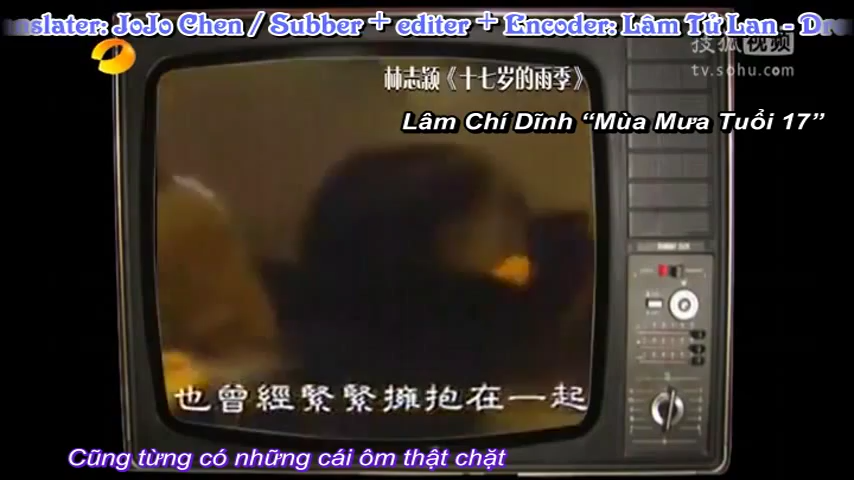 nslater: JoJo Chen / Subber + editer + Encoder: Lâm Tử Lan - Dr
搜狐视频
tv.sohu.com
林志颖《十七岁的雨季》
Lâm Chí Dĩnh “Mùa Mưa Tuổi 17”
也曾經緊緊擁抱在一起
Cũng từng có những cái ôm thật chặt